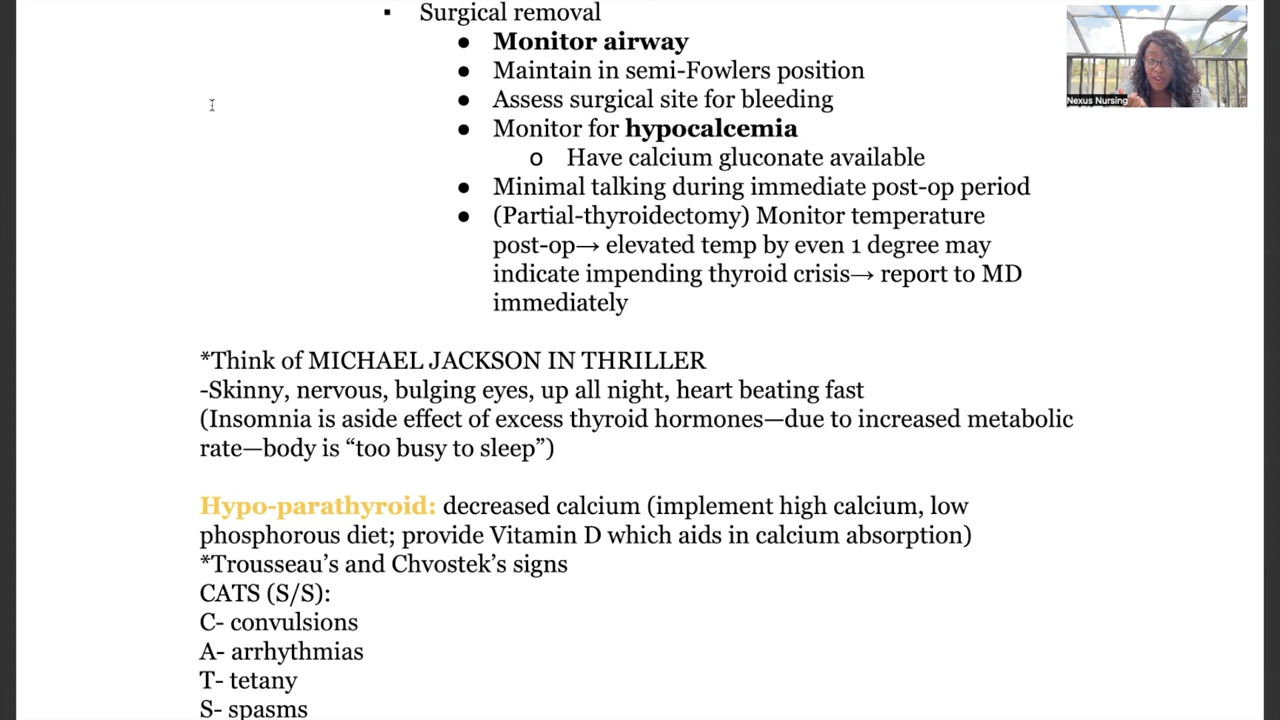 ▪ Surgical removal
● Monitor airway
● Maintain in semi-Fowlers position
● Assess surgical site for bleeding
● Monitor for hypocalcemia
o Have calcium gluconate available
● Minimal talking during immediate post-op period
● (Partial-thyroidectomy) Monitor temperature
post-op→ elevated temp by even 1 degree may
indicate impending thyroid crisis→ report to MD
immediately
*Think of MICHAEL JACKSON IN THRILLER
-Skinny, nervous, bulging eyes, up all night, heart beating fast
(Insomnia is aside effect of excess thyroid hormones—due to increased metabolic
rate—body is “too busy to sleep”)
Hypo-parathyroid: decreased calcium (implement high calcium, low
phosphorous diet; provide Vitamin D which aids in calcium absorption)
*Trousseau’s and Chvostek’s signs
CATS (S/S):
C- convulsions
A- arrhythmias
T- tetany
S- spasms
Nexus Nursing